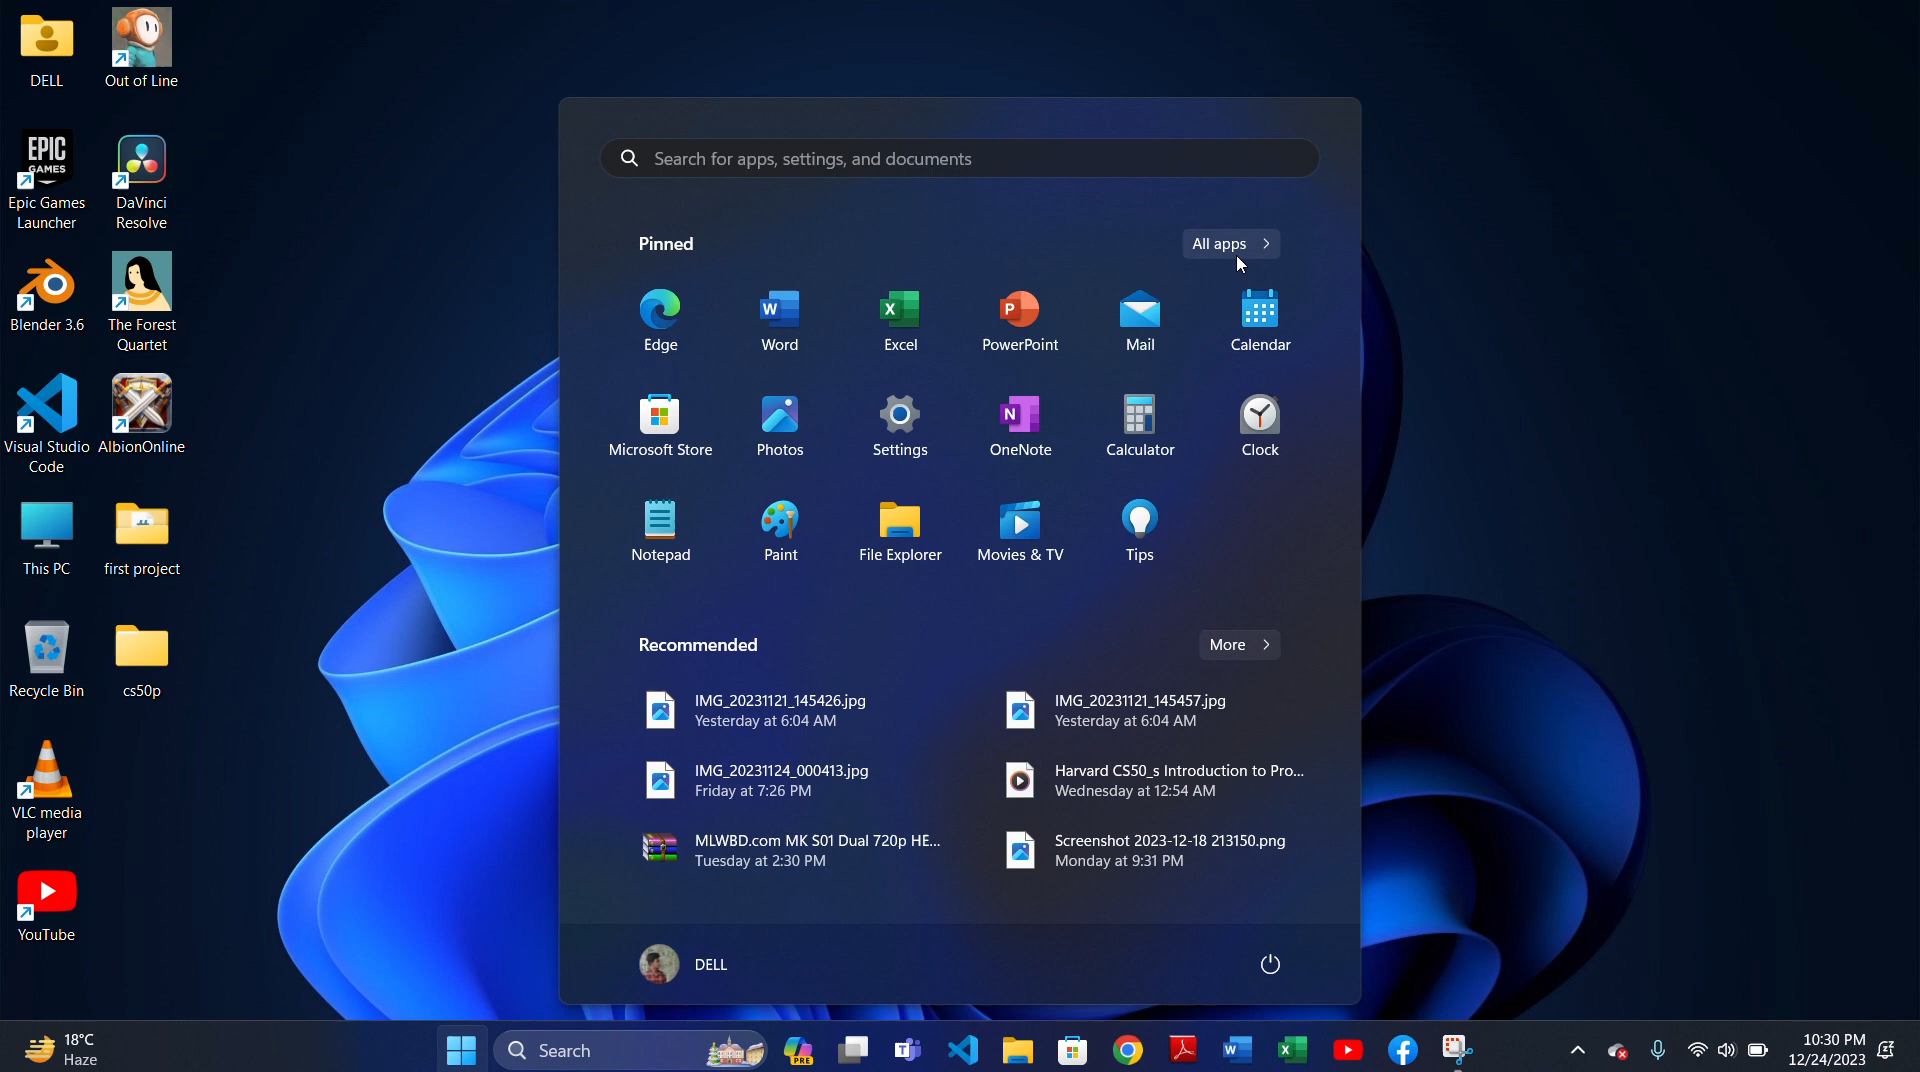 DELL
Out of Line
EPIC
GAMES
Epic Games
Launcher
DaVinci
Resolve
Blender 3.6
The Forest
Quartet
Visual Studio
Code
AlbionOnline
This PC
#
first project
Recycle Bin
cs50p
VLC media
player
YouTube
Search for apps, settings, and documents
Pinned
All apps
W
X
P
Edge
Word
Excel
PowerPoint
Mail
Calendar
N
Microsoft Store
Photos
Settings
OneNote
Calculator
Clock
Notepad
Paint
File Explorer
Movies & TV
Tips
Recommended
More
IMG_20231121_145426.jpg
Yesterday at 6:04 AM
IMG_20231121_145457.jpg
Yesterday at 6:04 AM
IMG_20231124_000413.jpg
Friday at 7:26 PM
Harvard CS50_s Introduction to Pro...
Wednesday at 12:54 AM
MLWBD.com MK S01 Dual 720p HE...
Tuesday at 2:30 PM
Screenshot 2023-12-18 213150.png
Monday at 9:31 PM
DELL
18°C
Haze
Search
PRE
T
W
X
10:30 PM
12/24/2023